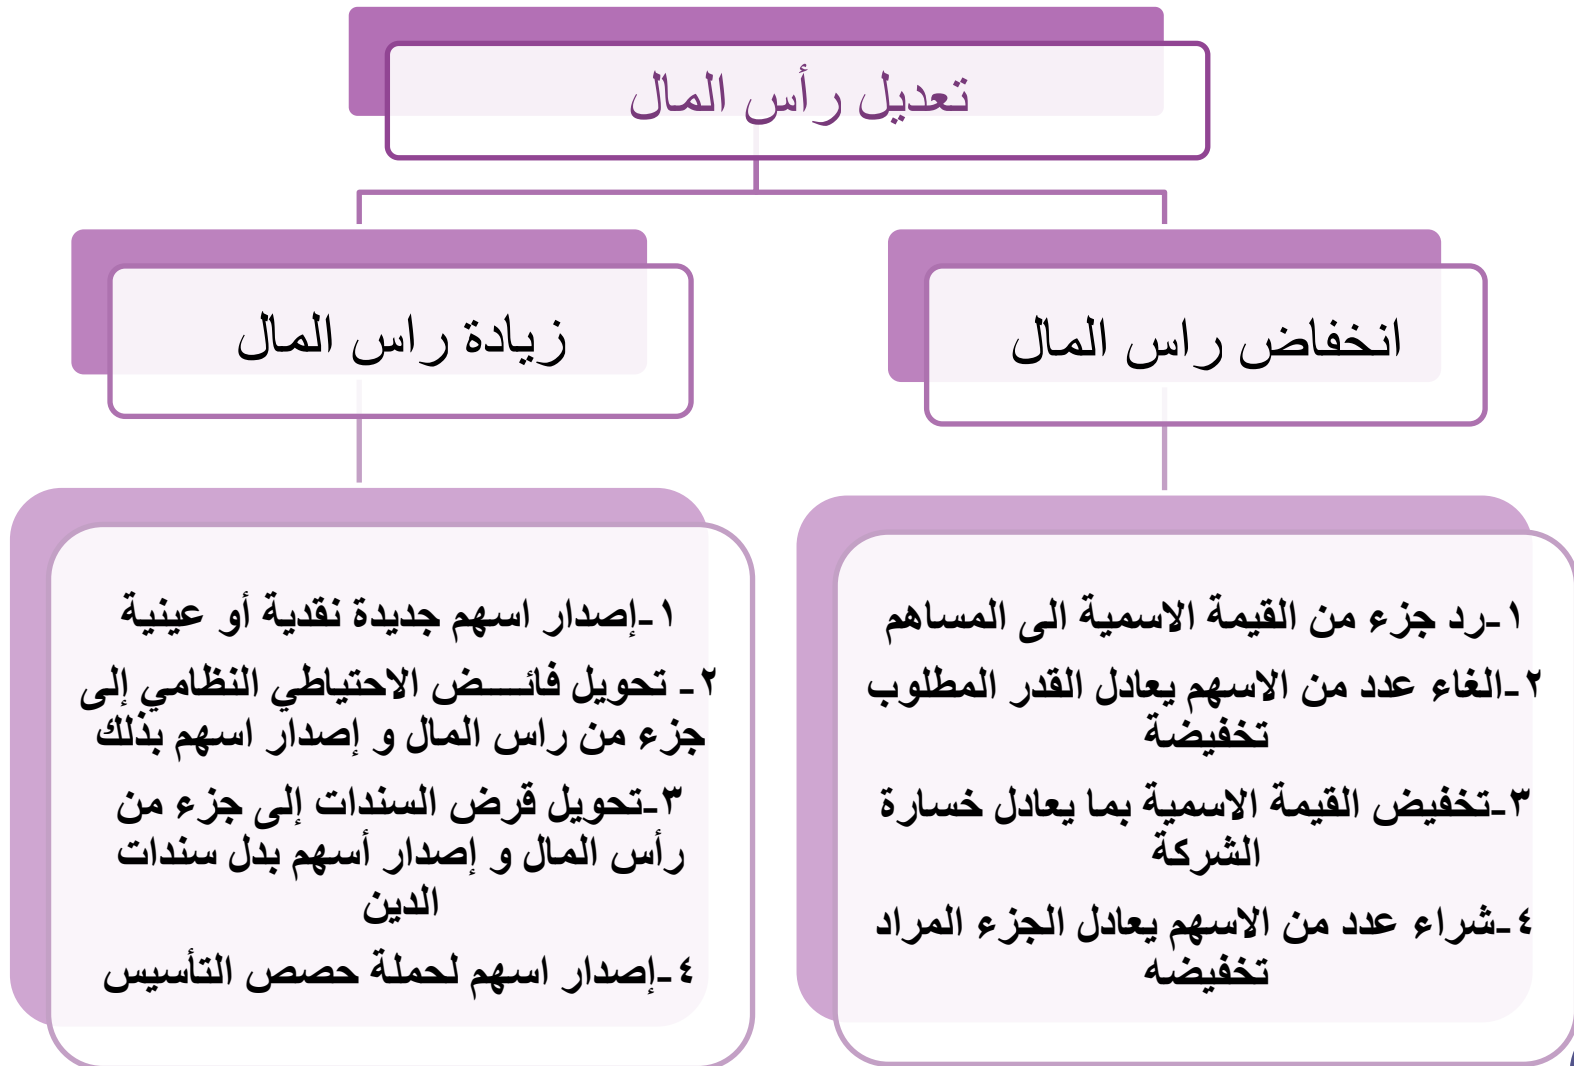 تعديل رأس المال
انخفاض راس المال
زيادة راس المال
١-رد جزء من القيمة الاسمية الى المساهم
٢-الغاء عدد من الاسهم يعادل القدر المطلوب
تخفيضة
٣-تخفيض القيمة الاسمية بما يعادل خسارة
الشركة
٤-شراء عدد من الاسهم يعادل الجزء المراد
تخفيضه
١-إصدار اسهم جديدة نقدية أو عينية
٢- تحويل فائــض الاحتياطي النظامي إلى
جزء من راس المال و إصدار اسهم بذلك
٣-تحويل قرض السندات إلى جزء من
رأس المال و إصدار أسهم بدل سندات
الدين
٤-إصدار اسهم لحملة حصص التأسيس